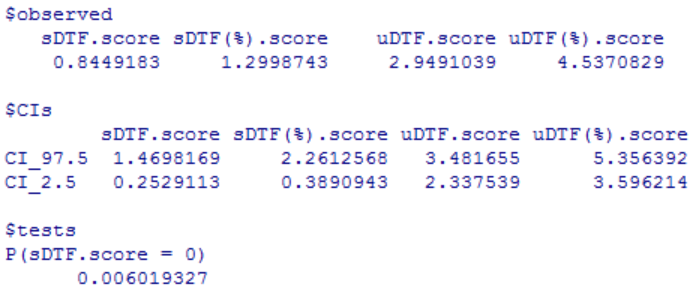 $observed
sDTF.score sDTF(%).score uDTF.score uDTF(%).score
0.8449183 1.2998743 2.9491039 4.5370829
$CIs
sDTF.score sDTF(%).score uDTF.score uDTF(%).score
CI_97.5 1.4698169 2.2612568 3.481655 5.356392
CI_2.5 0.2529113 0.3890943 2.337539 3.596214
$tests
P(sDTF.score = 0)
0.006019327